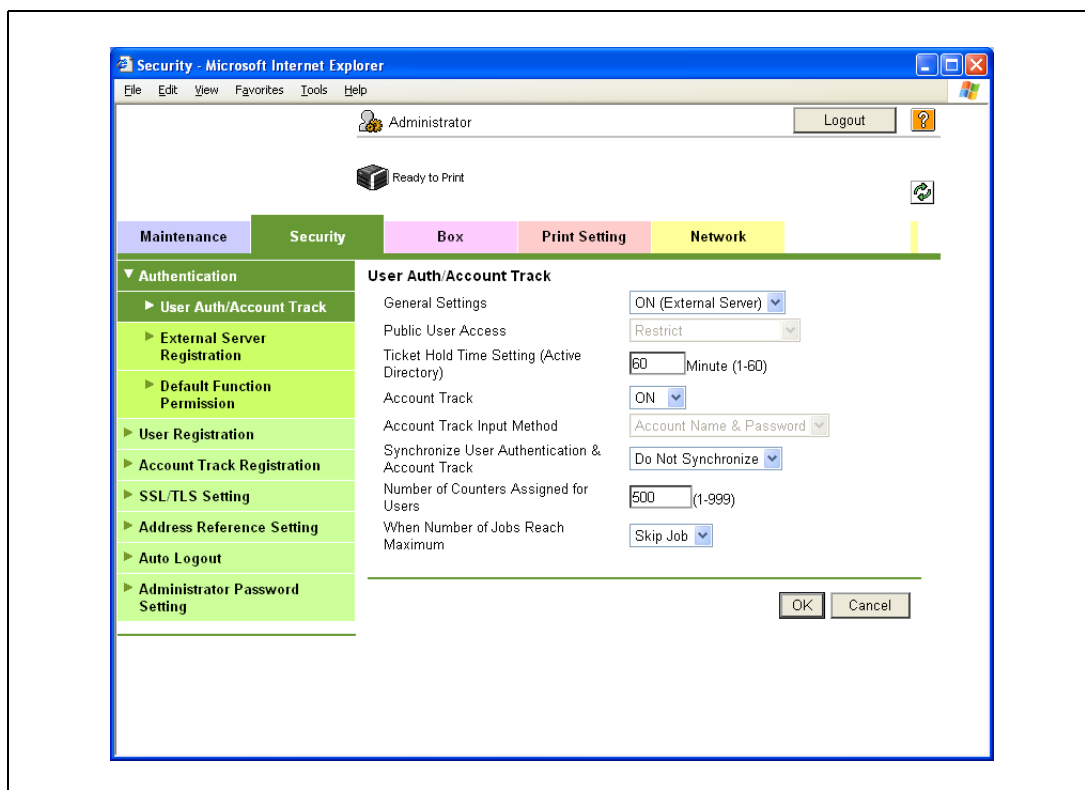 Security - Microsoft Internet Explorer
File Edit View Favorites Tools Help
Administrator
Logout
?
Ready to Print
Maintenance Security Box Print Setting Network
Authentication
User Auth/Account Track
External Server
Registration
Default Function
Permission
User Registration
Account Track Registration
SSL/TLS Setting
Address Reference Setting
Auto Logout
Administrator Password
Setting
User Auth/Account Track
General Settings ON (External Server)
Public User Access Restrict
Ticket Hold Time Setting (Active
Directory) 60 Minute (1-60)
Account Track ON
Account Track Input Method Account Name & Password
Synchronize User Authentication &
Account Track Do Not Synchronize
Number of Counters Assigned for
Users 500 (1-999)
When Number of Jobs Reach
Maximum Skip Job
OK Cancel